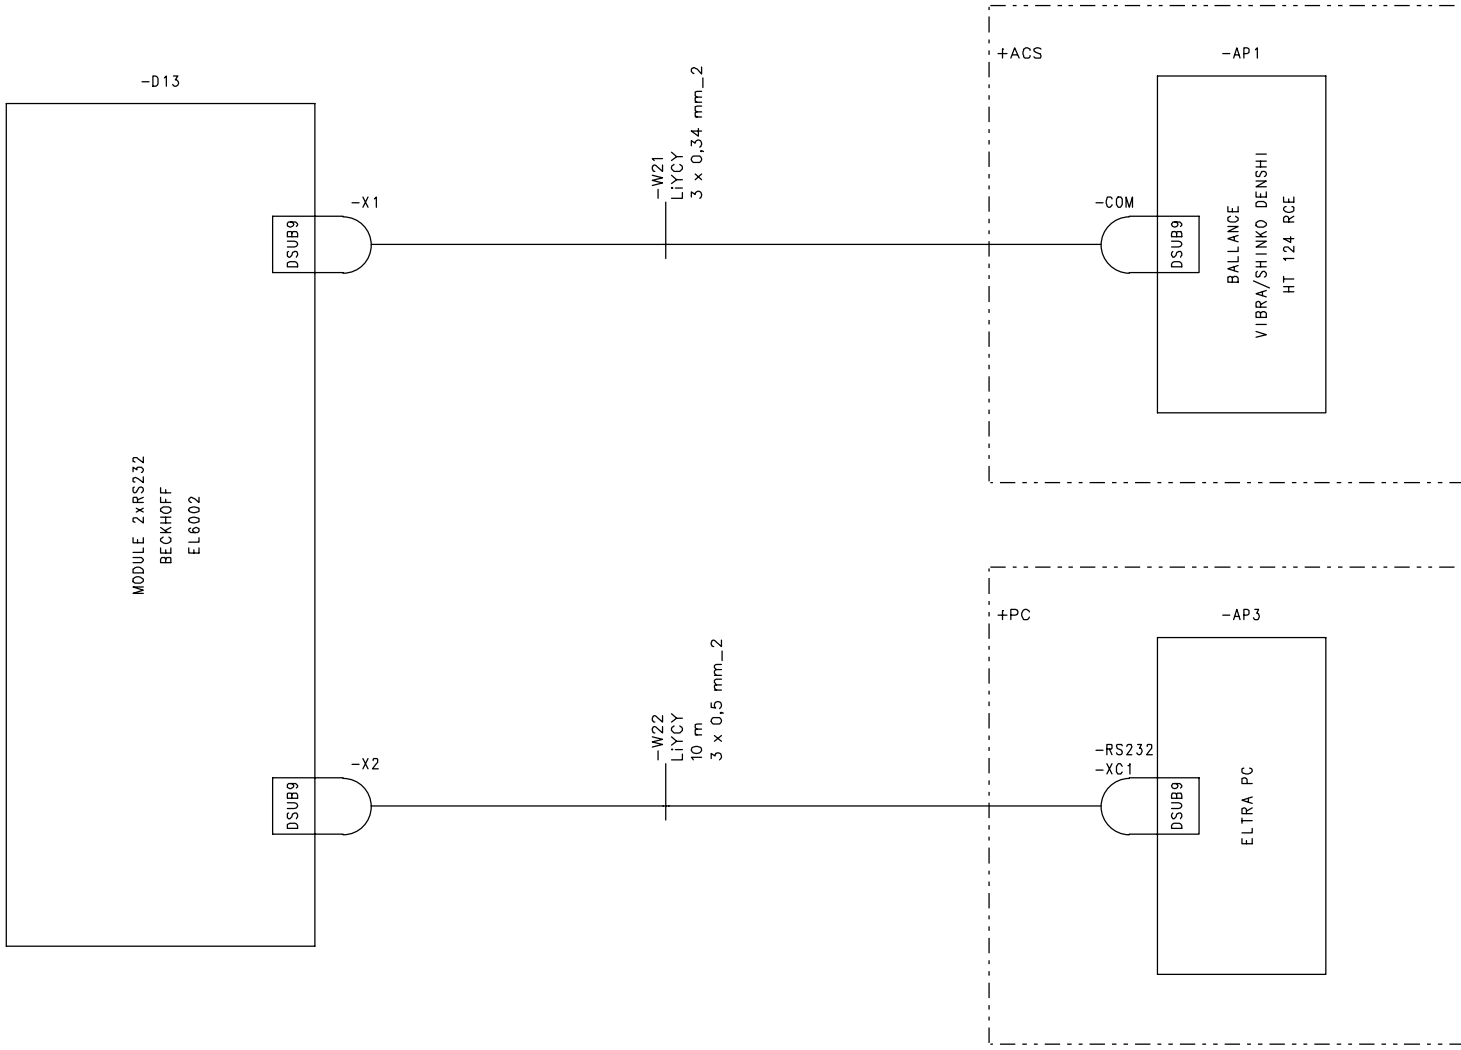 -D13
MODULE 2xRS232
BECKHOFF
EL6002
DSUB9
-X1
-W21
LiYCY
3 x 0,34 mm_2
+ACS
-AP1
-COM
DSUB9
BALLANCE
VIBRA/SHINKO DENSHI
HT 124 RCE
DSUB9
-X2
-W22
LiYCY
10 m
3 x 0,5 mm_2
+PC
-AP3
-RS232
-XC1
DSUB9
ELTRA PC